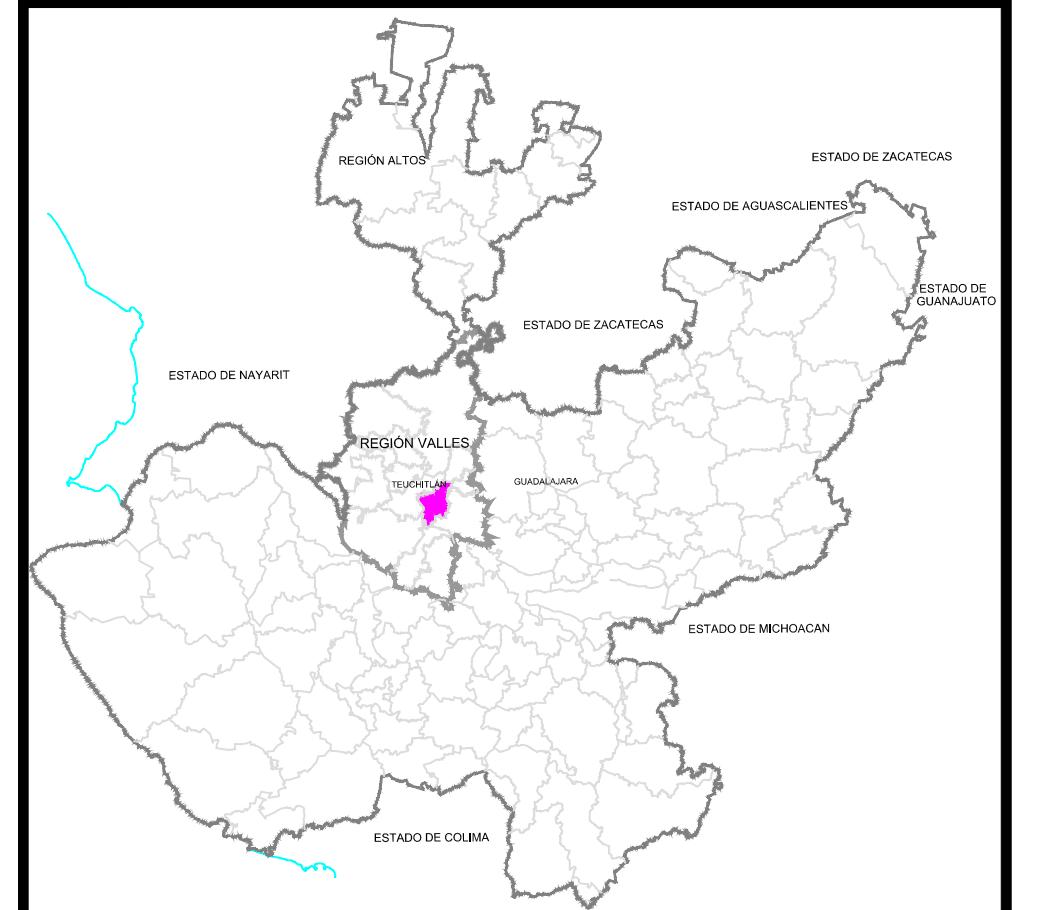 ESTADO DE ZACATECAS
REGIÓN ALTOS
ESTADO DE AGUASCALIENTES
ESTADO DE
GUANAJUATO
ESTADO DE ZACATECAS
ESTADO DE NAYARIT
REGIÓN VALLES
TEUCHITLÁN
GUADALAJARA
ESTADO DE MICHOACAN
ESTADO DE COLIMA